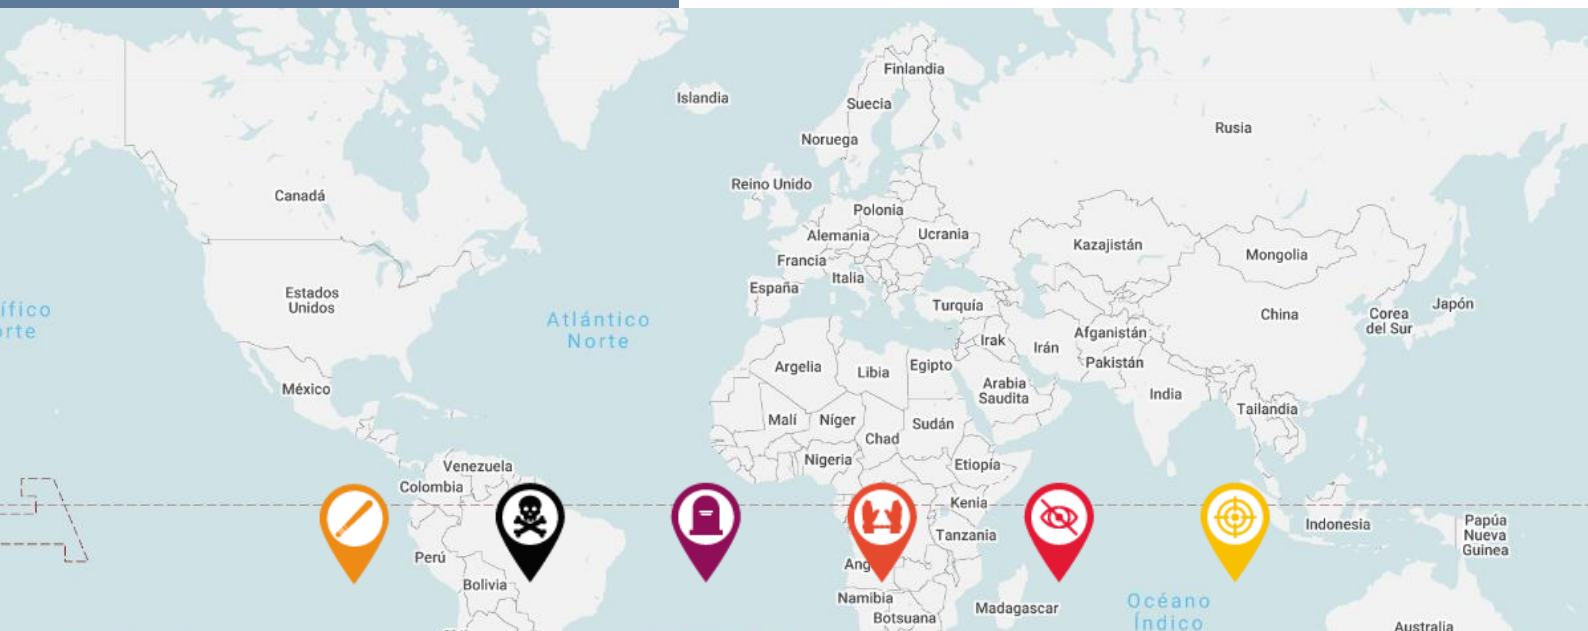 Finlandia
Islandia
Suecia
Rusia
Noruega
Reino Unido
Canadá
Polonia
Alemania
Ucrania
Kazajistán
Mongolia
Francia
Italia
España
Estados
Unidos
Turquía
China
Corea
del Sur
Japón
ífico
orte
Atlántico
Norte
Irak
Irán
Afganistán
Pakistán
Argelia
Libia
Egipto
Arabia
Saudita
India
México
Tailandia
Malí
Níger
Chad
Sudán
Nigeria
Etiopía
Venezuela
Colombia
Kenia
Indonesia
Papúa
Nueva
Guinea
Tanzania
Perú
Ang
Bolivia
Namibia
Madagascar
Botsuana
Océano
Índico
Australia